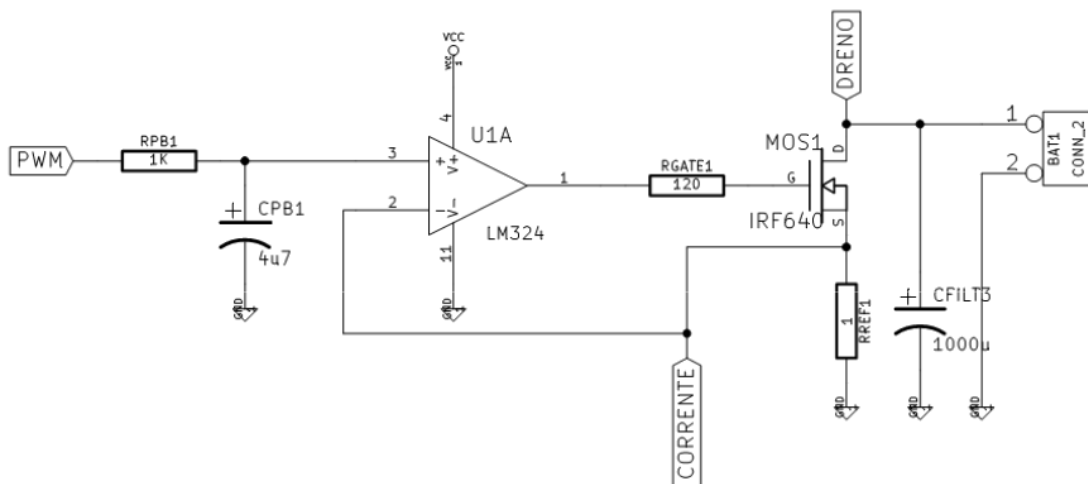 PWM
RPB1
1K
CPB1
4u7
GND
VCC
VCC
4
U1A
3
V+
2
V-
1
11
LM324
GND
RGATE1
120
DRENO
MOS1
D
G
S
IRF640
RREF1
1
GND
CORRENTE
CFILT3
1000u
GND
1
2
BAT1
CONN_2
GND